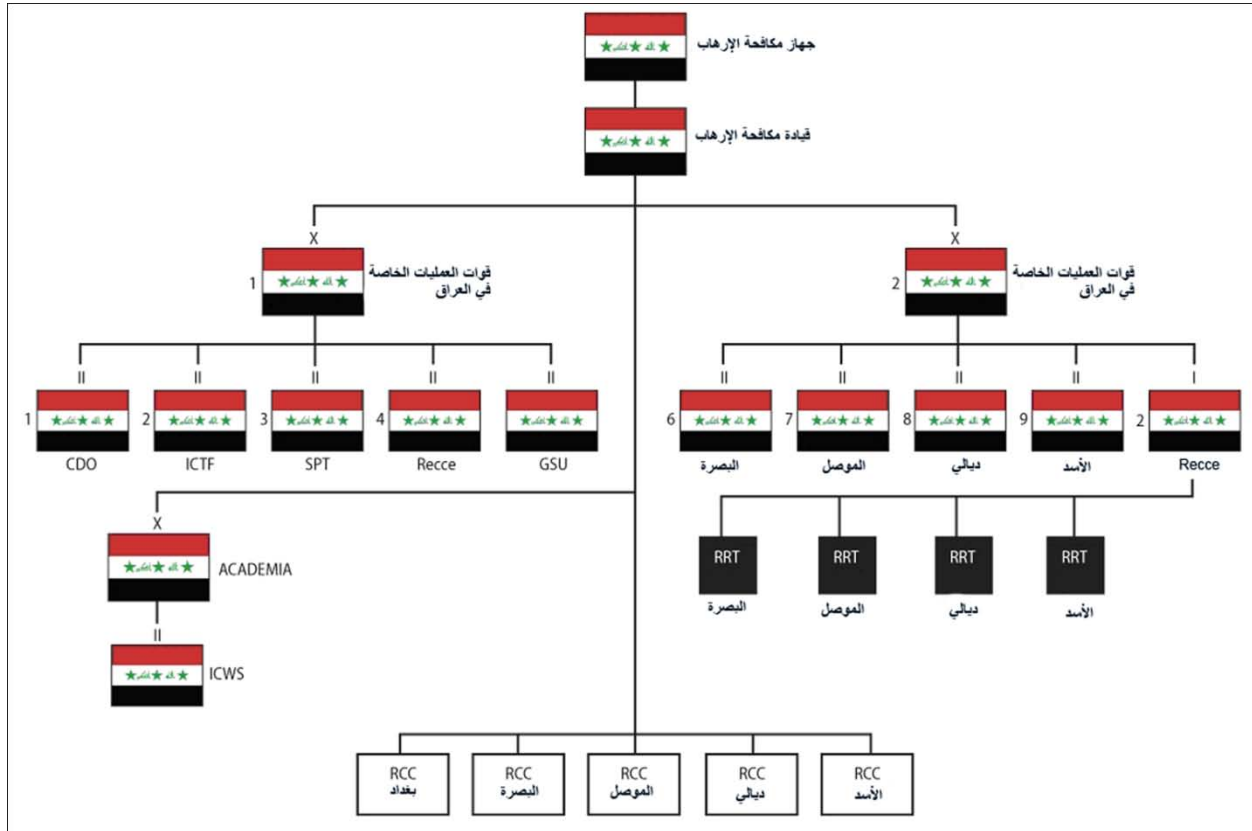 جهاز مكافحة الإرهاب
قيادة مكافحة الإرهاب
X
X
1
قوات العمليات الخاصة
في العراق
2
قوات العمليات الخاصة
في العراق
II
II
II
II
II
II
II
II
II
I
1
2
3
4
6
7
8
9
2
CDO
ICTF
SPT
Recce
GSU
البصرة
الموصل
ديالي
الأسد
Recce
X
ACADEMIA
II
ICWS
RRT
RRT
RRT
RRT
البصرة
الموصل
ديالي
الأسد
RCC
بغداد
RCC
البصرة
RCC
الموصل
RCC
ديالي
RCC
الأسد